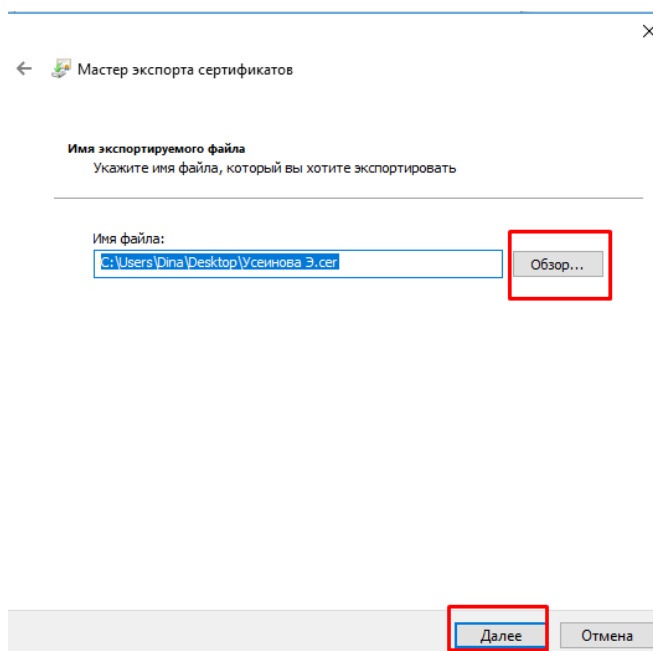 Мастер экспорта сертификатов
Имя экспортируемого файла
Укажите имя файла, который вы хотите экспортировать
Имя файла:
C:\Users\Dina\Desktop\Усеинова Э.cer
Обзор...
Далее
Отмена